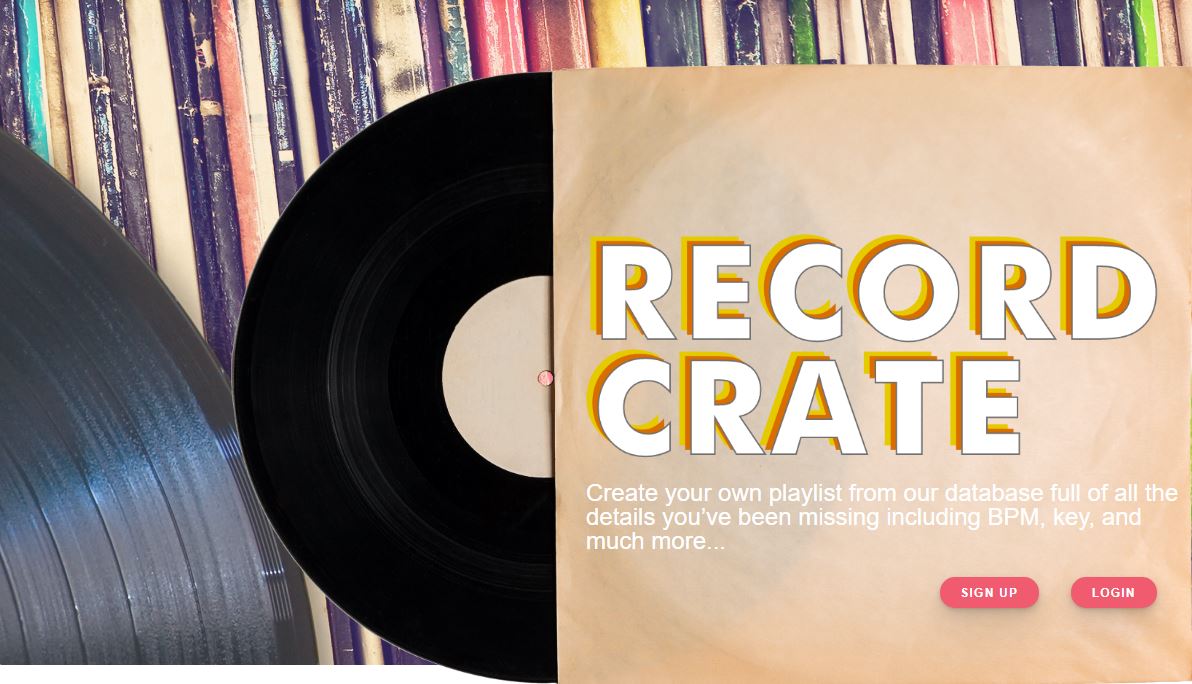 RECORD
CRATE
Create your own playlist from our database full of all the
details you’ve been missing including BPM, key, and
much more...
SIGN UP
LOGIN